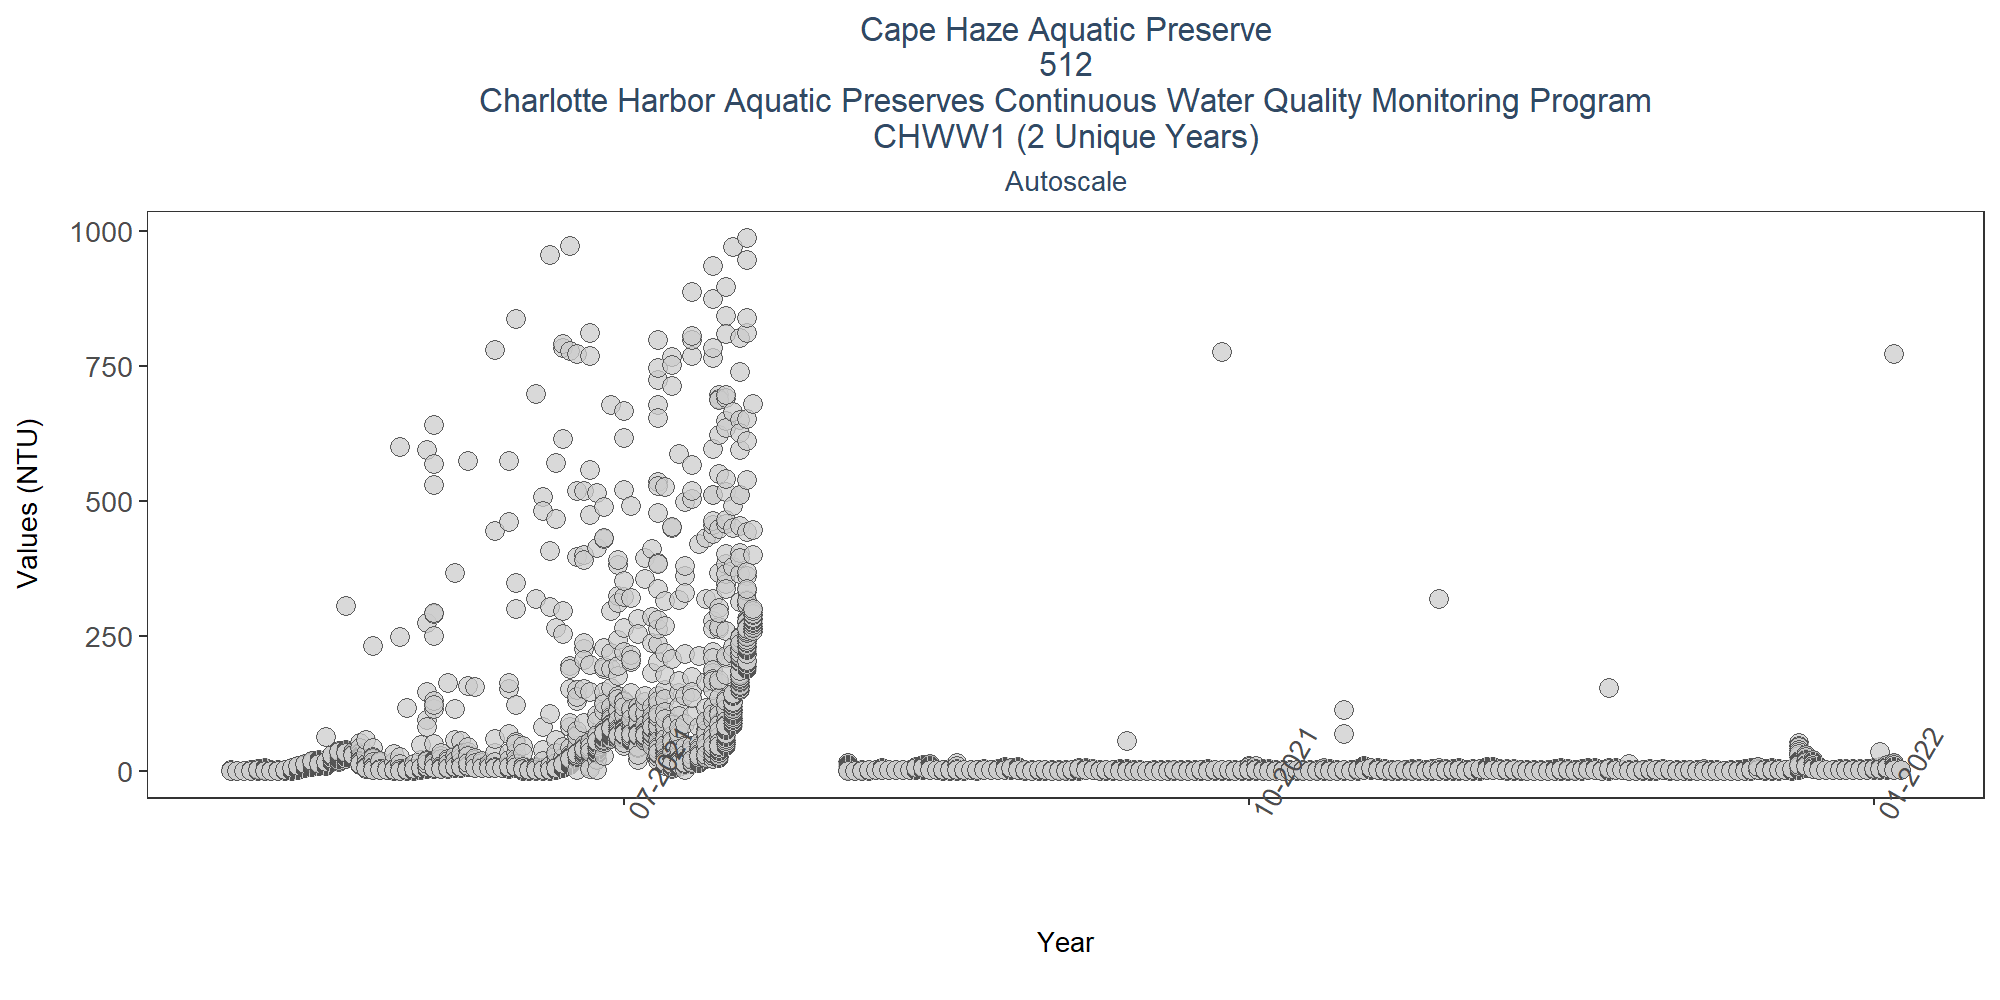 Cape Haze Aquatic Preserve
512
Charlotte Harbor Aquatic Preserves Continuous Water Quality Monitoring Program
CHWW1 (2 Unique Years)
Autoscale
Values (NTU)
1000
750
500
250
0
07-2021
10-2021
01-2022
Year